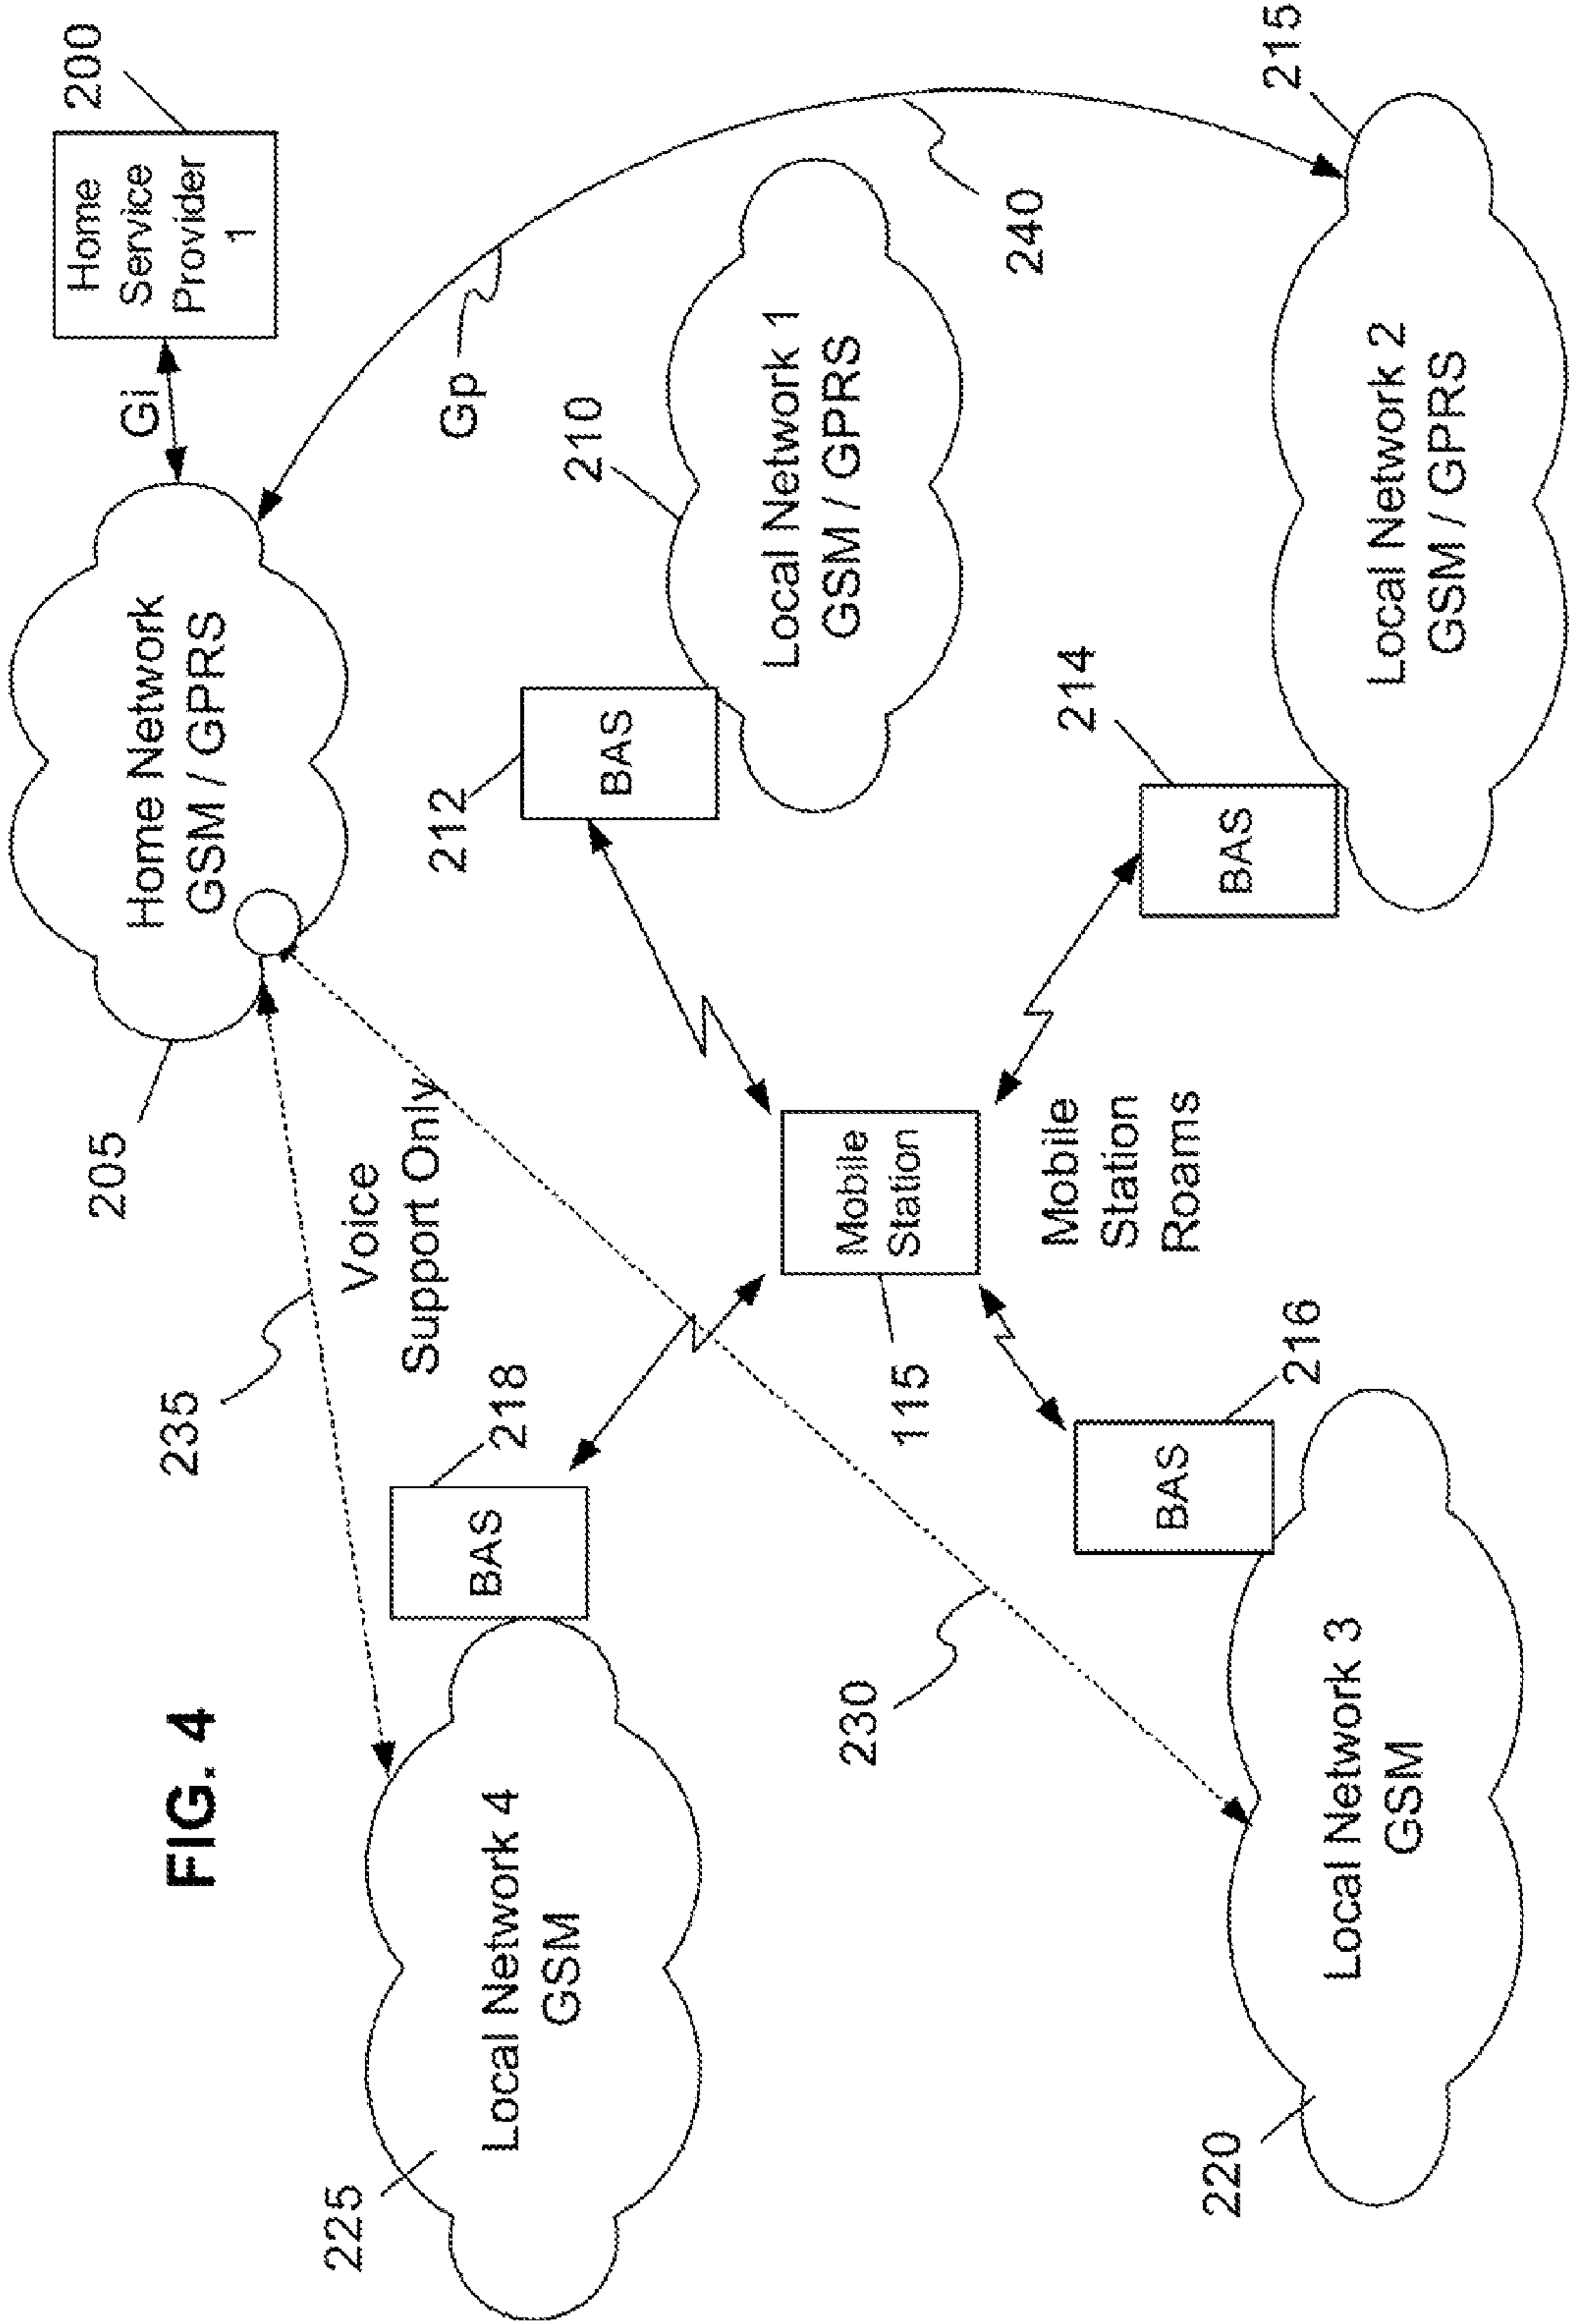 FIG. 4
225
Local Network 4
GSM
BAS
218
235
Voice
Support Only
205
Home Network
GSM / GPRS
Gi
Home
Service
Provider
1
200
Gp
240
212
BAS
210
Local Network 1
GSM / GPRS
230
115
Mobile
Station
Mobile
Station
Roams
220
Local Network 3
GSM
BAS
216
214
BAS
Local Network 2
GSM / GPRS
215